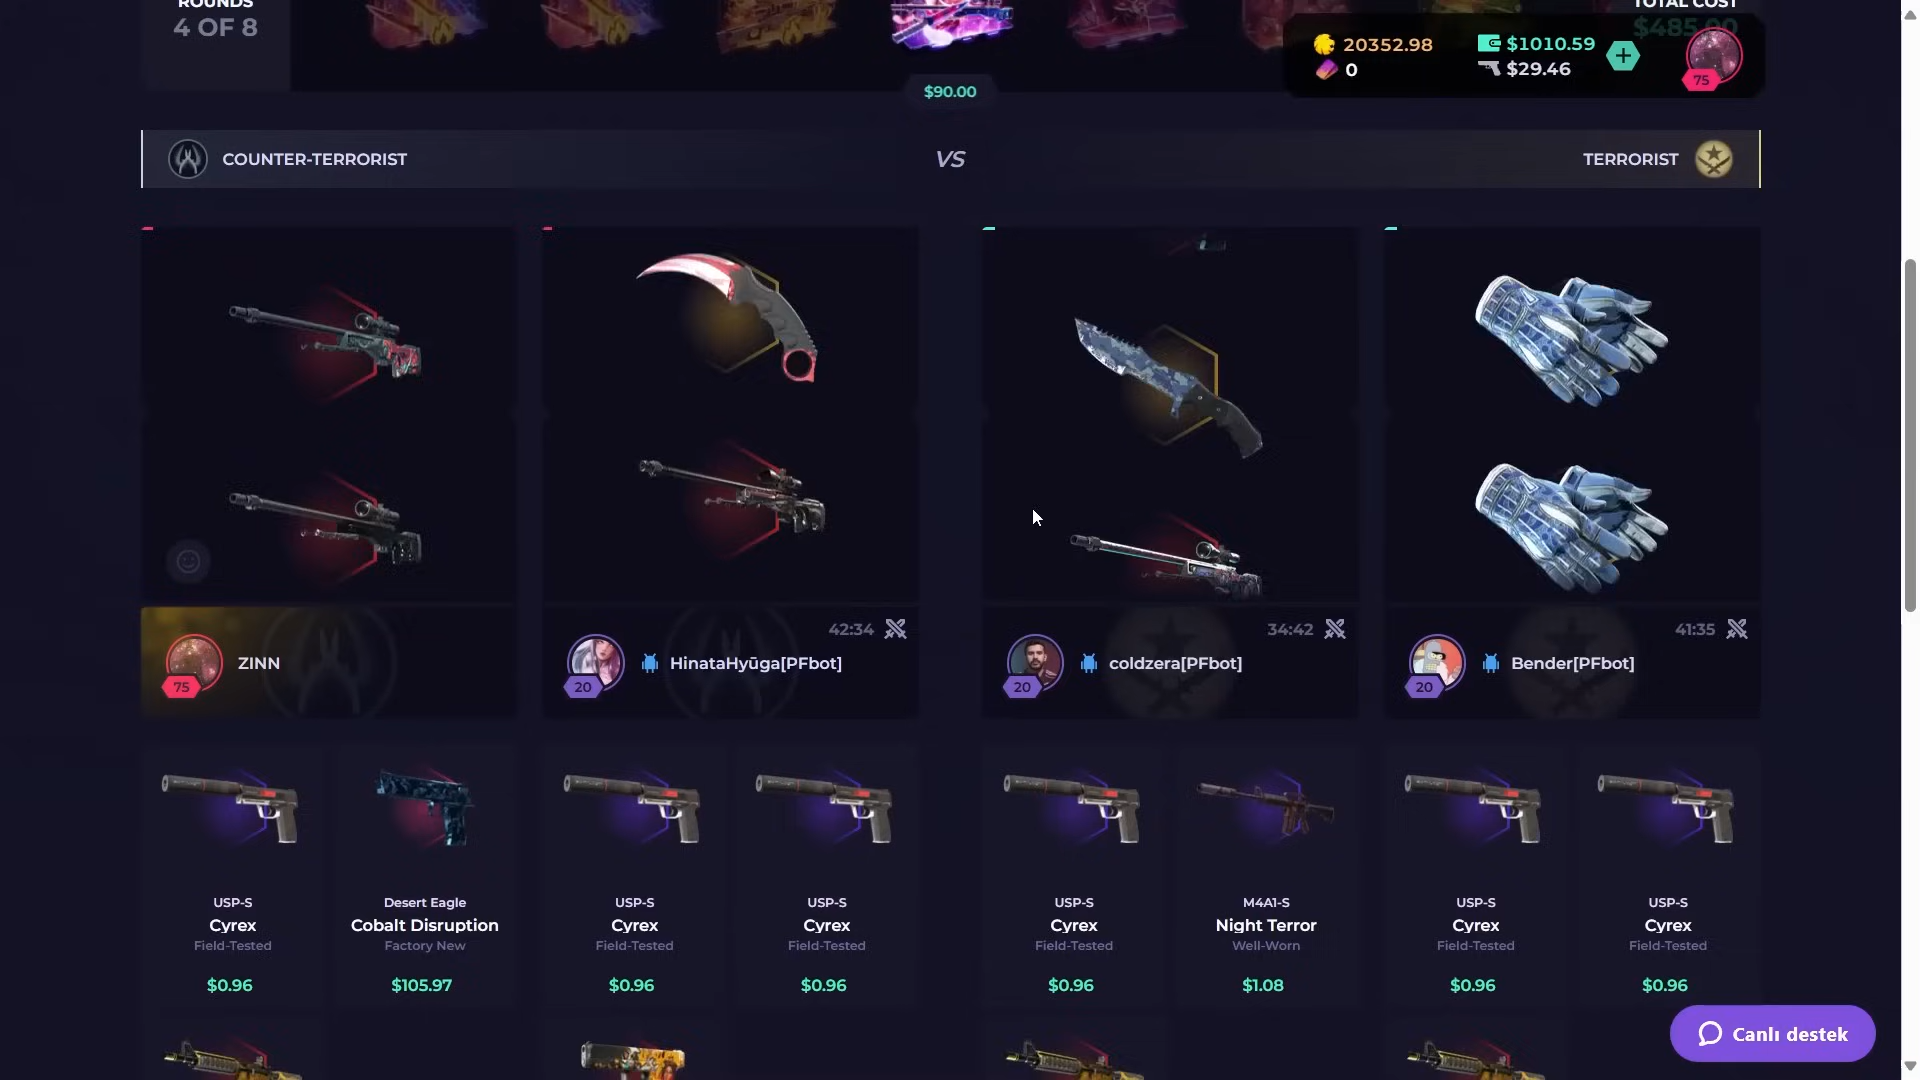 ROUNDS
4 OF 8
TOTAL COST
$485.00
20352.98
$1010.59
0
$29.46
75
$90.00
COUNTER-TERRORIST
VS
TERRORIST
75
ZINN
42:34
20
HinataHyūga[PFbot]
34:42
20
coldzera[PFbot]
41:35
20
Bender[PFbot]
USP-S
Cyrex
Field-Tested
$0.96
Desert Eagle
Cobalt Disruption
Factory New
$105.97
USP-S
Cyrex
Field-Tested
$0.96
USP-S
Cyrex
Field-Tested
$0.96
USP-S
Cyrex
Field-Tested
$0.96
M4A1-S
Night Terror
Well-Worn
$1.08
USP-S
Cyrex
Field-Tested
$0.96
USP-S
Cyrex
Field-Tested
$0.96
Canlı destek